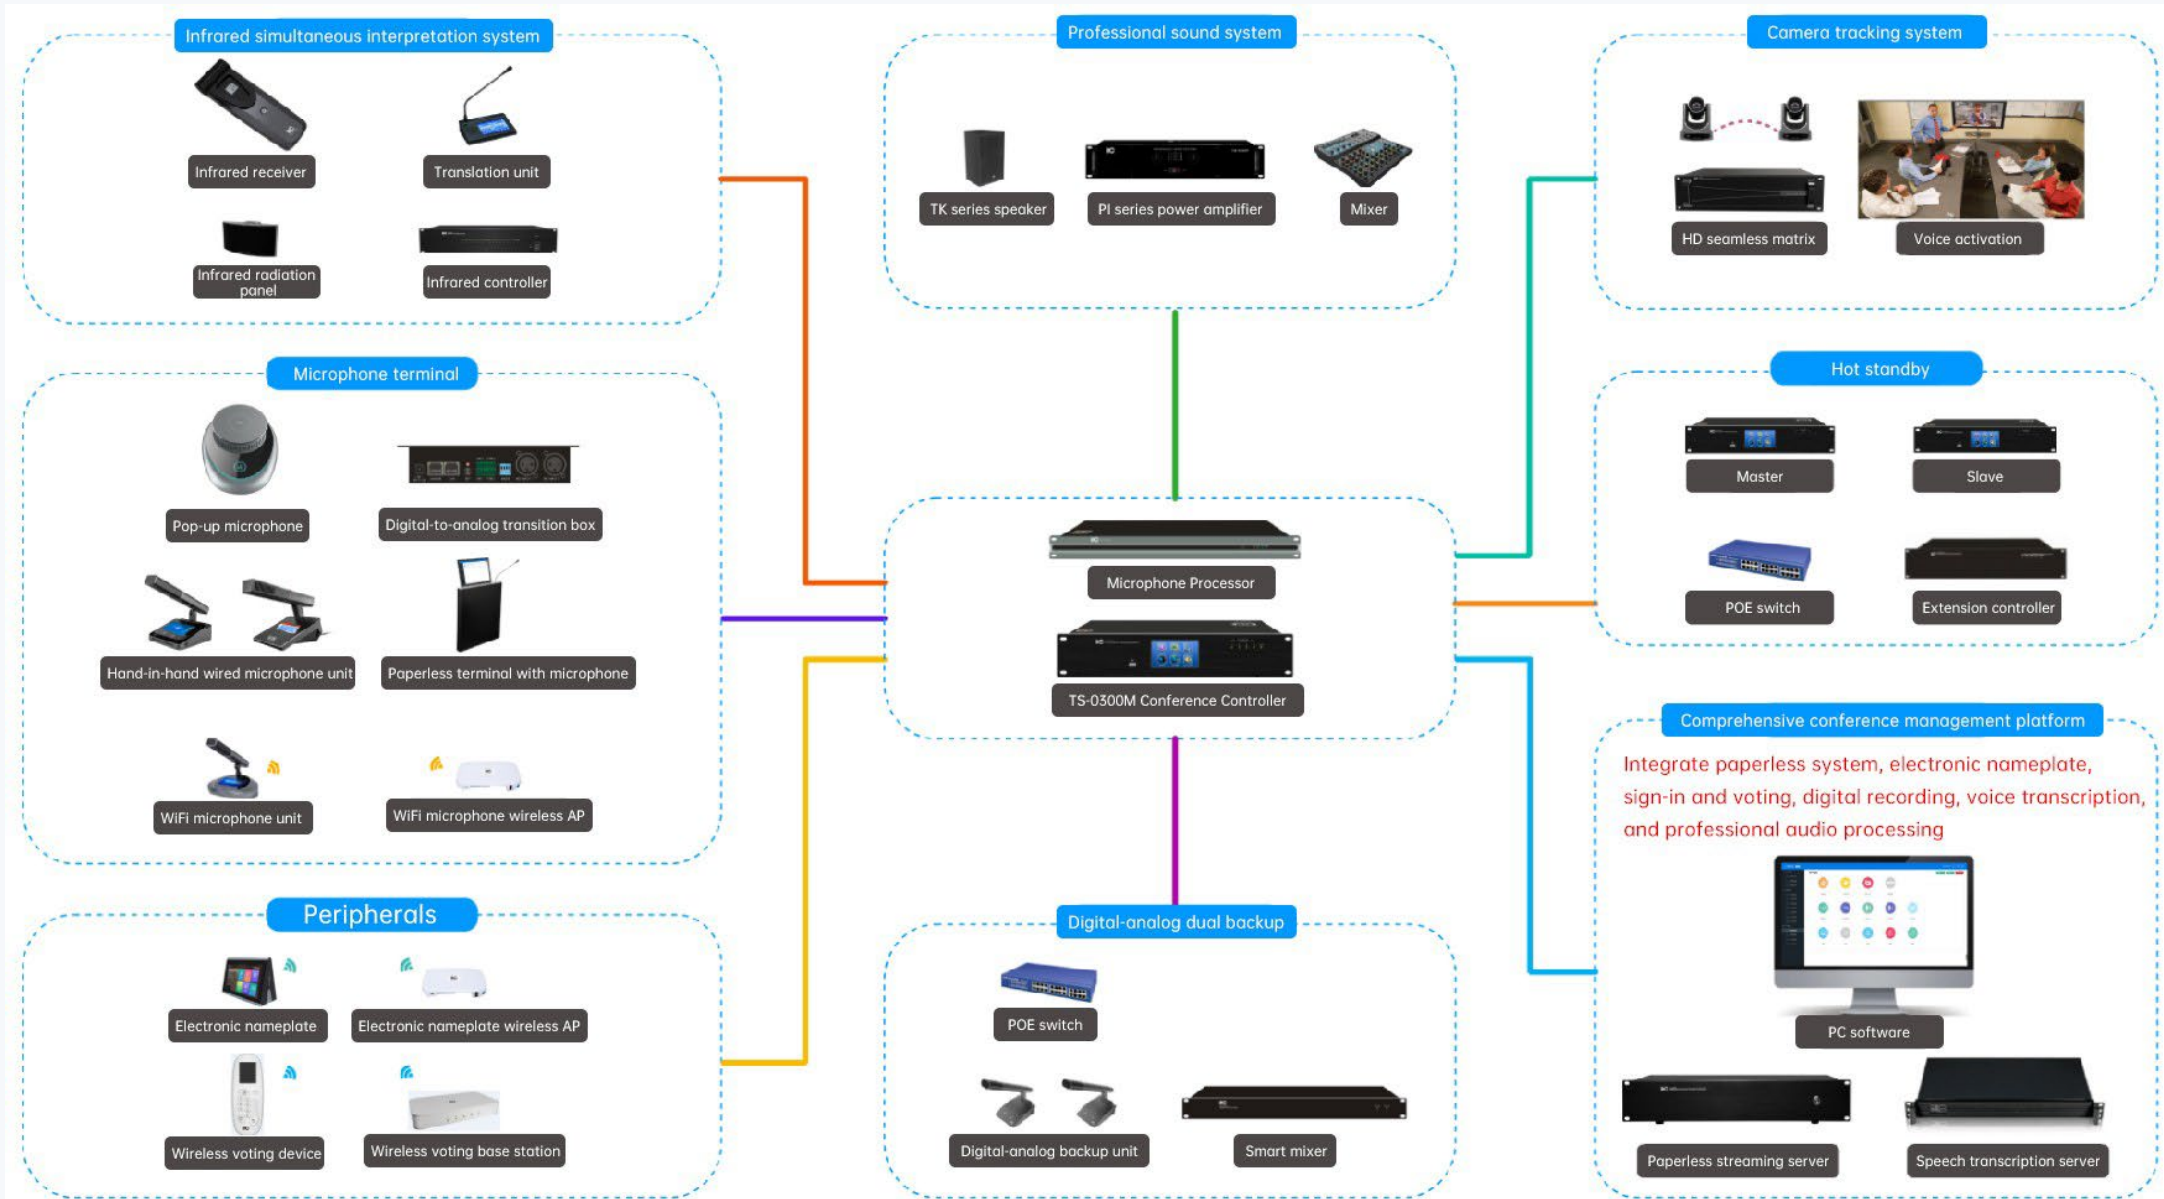 Infrared simultaneous interpretation system
Infrared receiver
Translation unit
Infrared radiation
panel
Infrared controller
Professional sound system
TK series speaker
PI series power amplifier
Mixer
Camera tracking system
HD seamless matrix
Voice activation
Microphone terminal
Pop-up microphone
Digital-to-analog transition box
Hand-in-hand wired microphone unit
Paperless terminal with microphone
WiFi microphone unit
WiFi microphone wireless AP
Microphone Processor
TS-0300M Conference Controller
Hot standby
Master
Slave
POE switch
Extension controller
Peripherals
Electronic nameplate
Electronic nameplate wireless AP
Wireless voting device
Wireless voting base station
Digital-analog dual backup
POE switch
Digital-analog backup unit
Smart mixer
Comprehensive conference management platform
Integrate paperless system, electronic nameplate,
sign-in and voting, digital recording, voice transcription,
and professional audio processing
PC software
Paperless streaming server
Speech transcription server